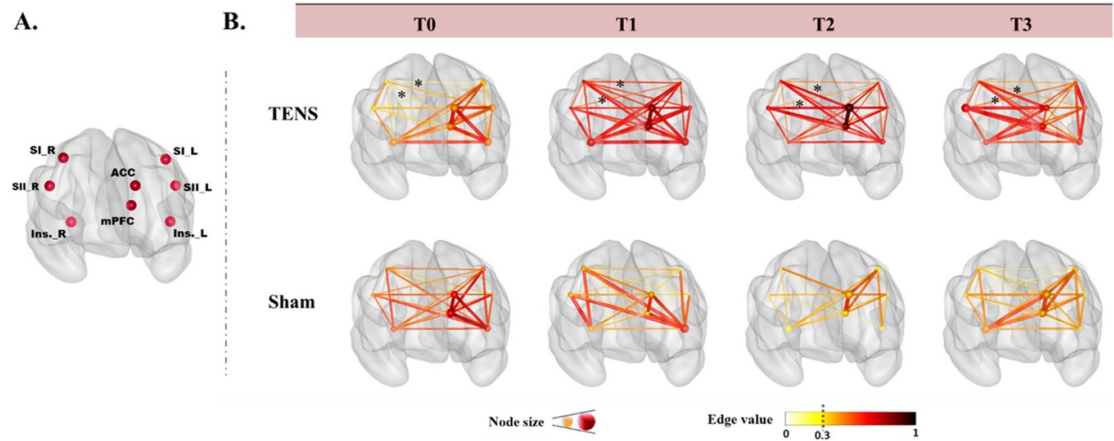 A.
B.
T0
T1
T2
T3
TENS
* * * * * * * *
SI_R
SI_L
SII_R
ACC
SII_L
mPFC
Ins._R
Ins._L
Sham
Node size
Edge value
0
0.3
1